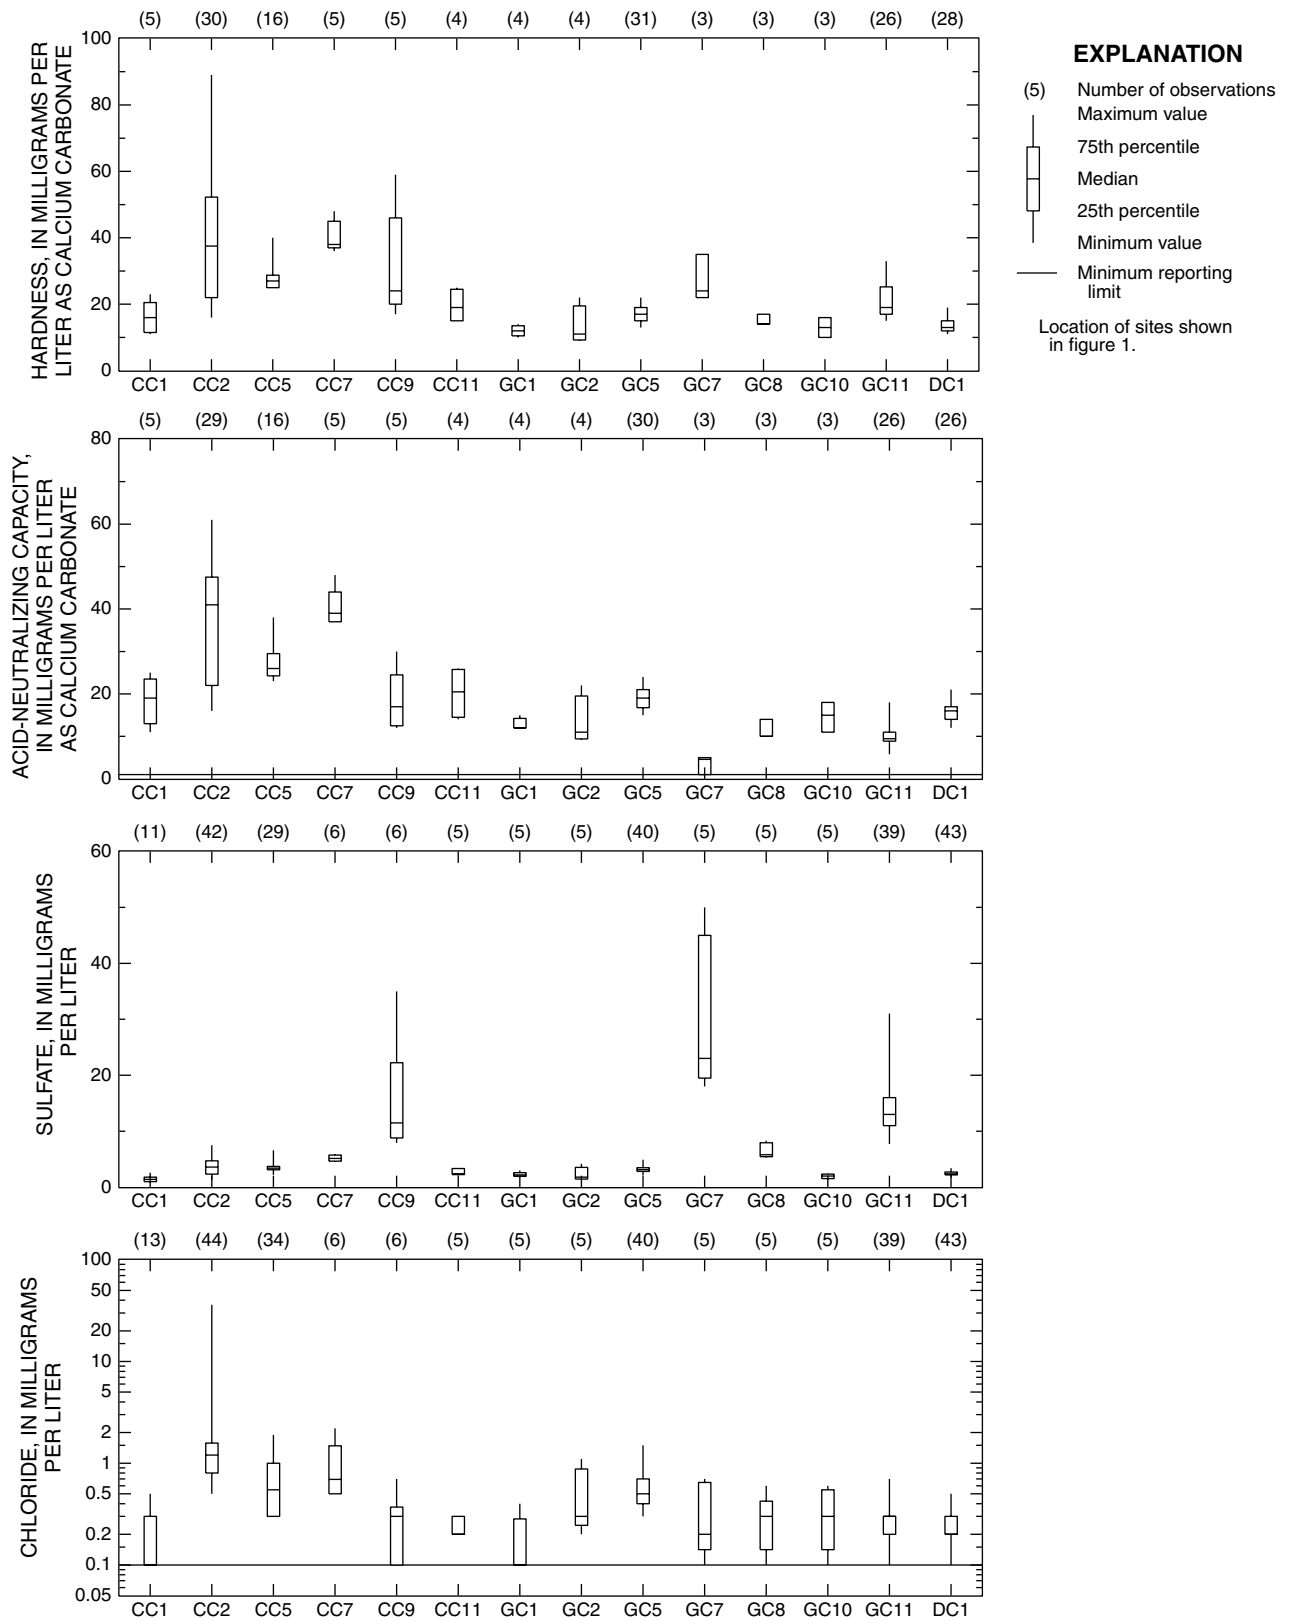 (5) (30) (16) (5) (5) (4) (4) (4) (31) (3) (3) (3) (26) (28)
HARDNESS, IN MILLIGRAMS PER
LITER AS CALCIUM CARBONATE
100
80
60
40
20
0
CC1 CC2 CC5 CC7 CC9 CC11 GC1 GC2 GC5 GC7 GC8 GC10 GC11 DC1
EXPLANATION
(5) Number of observations
Maximum value
75th percentile
Median
25th percentile
Minimum value
Minimum reporting
limit
Location of sites shown
in figure 1.
(5) (29) (16) (5) (5) (4) (4) (4) (30) (3) (3) (3) (26) (26)
ACID-NEUTRALIZING CAPACITY,
IN MILLIGRAMS PER LITER
AS CALCIUM CARBONATE
80
60
40
20
0
CC1 CC2 CC5 CC7 CC9 CC11 GC1 GC2 GC5 GC7 GC8 GC10 GC11 DC1
(11) (42) (29) (6) (6) (5) (5) (5) (40) (5) (5) (5) (39) (43)
SULFATE, IN MILLIGRAMS
PER LITER
60
40
20
0
CC1 CC2 CC5 CC7 CC9 CC11 GC1 GC2 GC5 GC7 GC8 GC10 GC11 DC1
(13) (44) (34) (6) (6) (5) (5) (5) (40) (5) (5) (5) (39) (43)
CHLORIDE, IN MILLIGRAMS
PER LITER
100
50
20
10
5
2
1
0.5
0.2
0.1
0.05
CC1 CC2 CC5 CC7 CC9 CC11 GC1 GC2 GC5 GC7 GC8 GC10 GC11 DC1